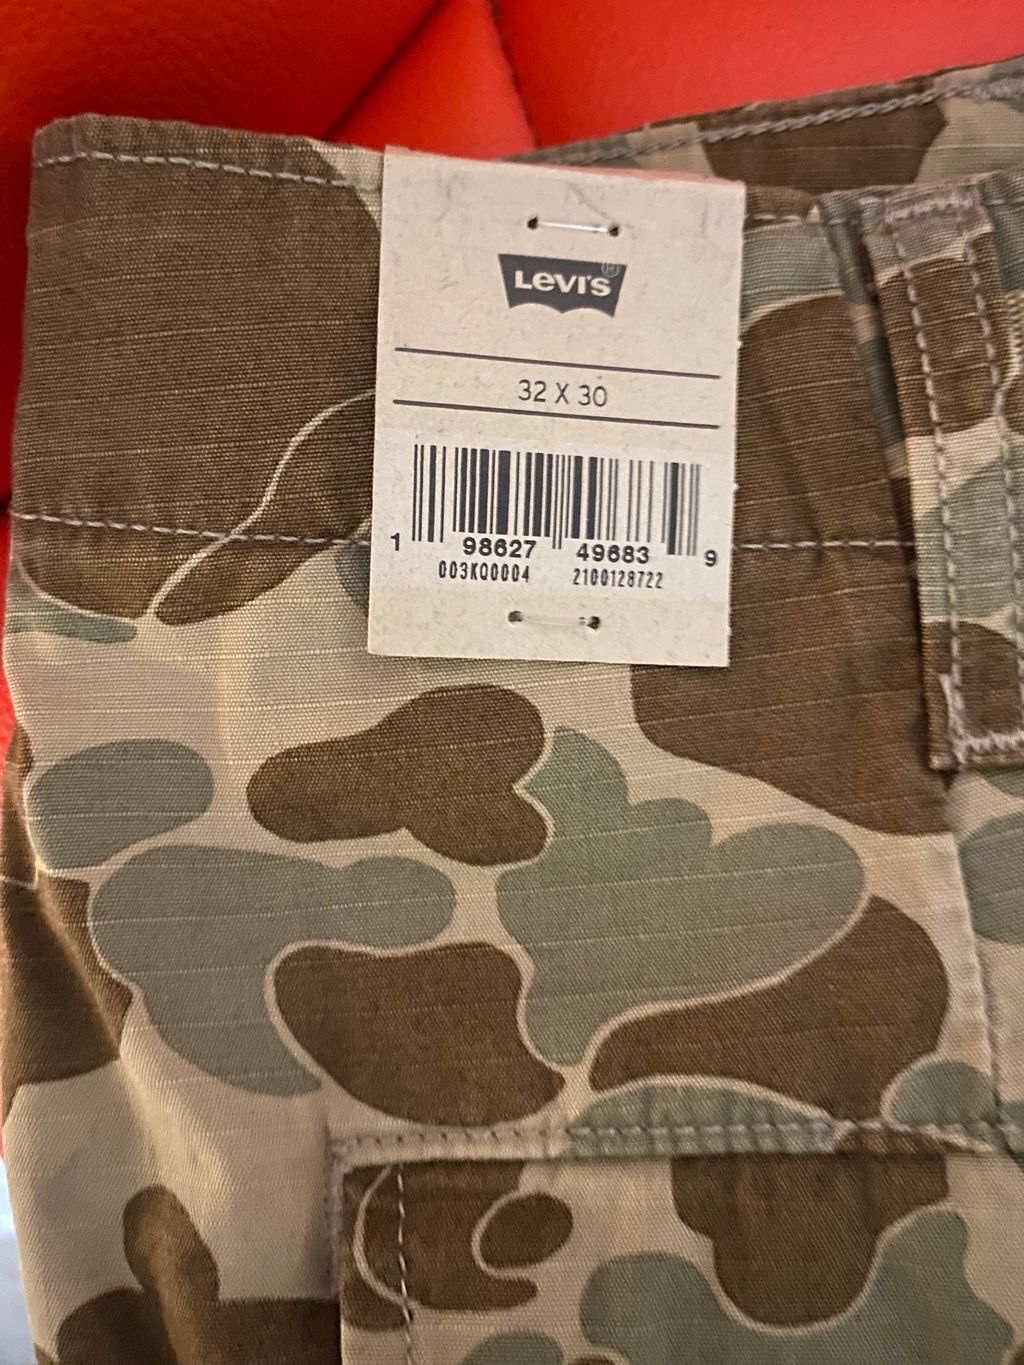 Levi's®
32 X 30
1 98627 49683 9
003KQ0004 2100128722